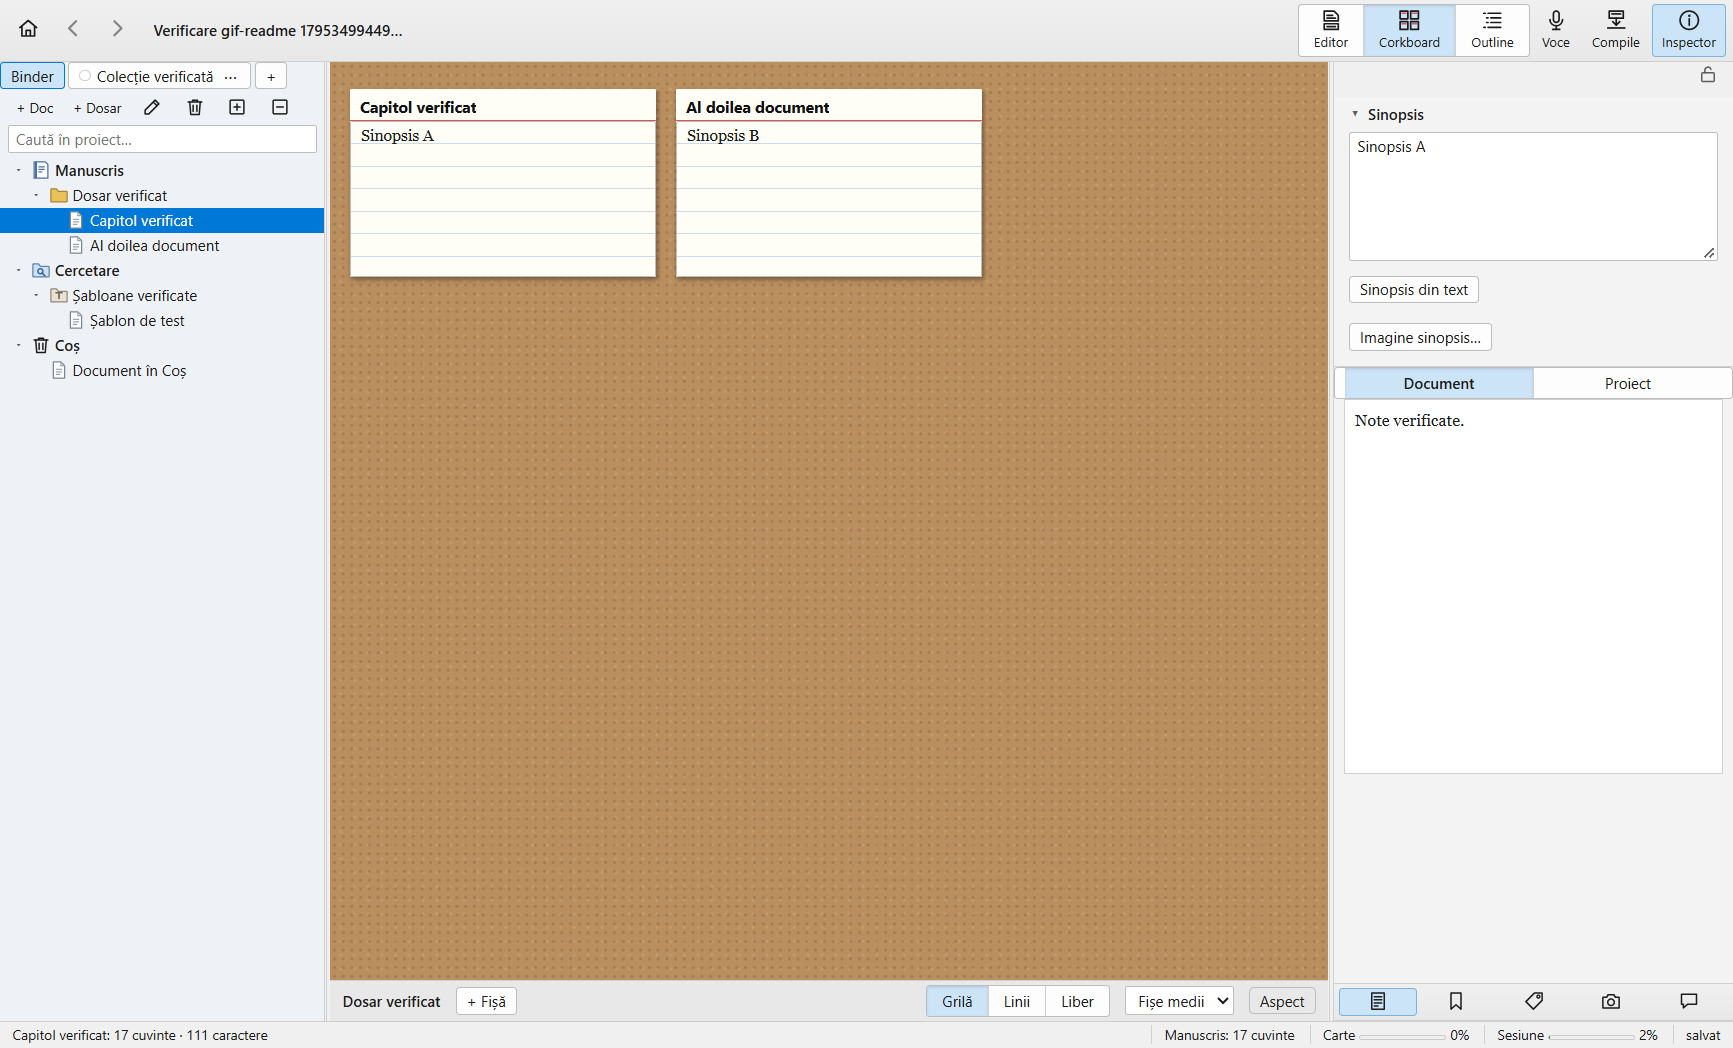 Verificare gif-readme 17953499449...
Editor
Corkboard
Outline
Voce
Compile
Inspector
Binder
Colecție verificată ...
+
+ Doc
+ Dosar
Caută în proiect...
Manuscris
Dosar verificat
Capitol verificat
Al doilea document
Cercetare
Șabloane verificate
Șablon de test
Coș
Document în Coș
Capitol verificat
Sinopsis A
Al doilea document
Sinopsis B
Sinopsis
Sinopsis A
Sinopsis din text
Imagine sinopsis...
Document
Proiect
Note verificate.
Dosar verificat
+ Fișă
Grilă
Linii
Liber
Fișe medii
Aspect
Capitol verificat: 17 cuvinte · 111 caractere
Manuscris: 17 cuvinte
Carte
0%
Sesiune
2%
salvat